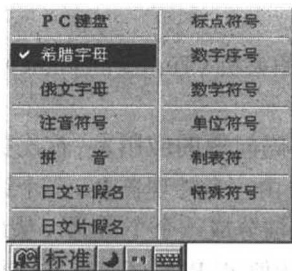 PC键盘
标点符号
✓ 希腊字母
数字序号
俄文字母
数学符号
注音符号
单位符号
拼 音
制表符
日文平假名
特殊符号
日文片假名
标准